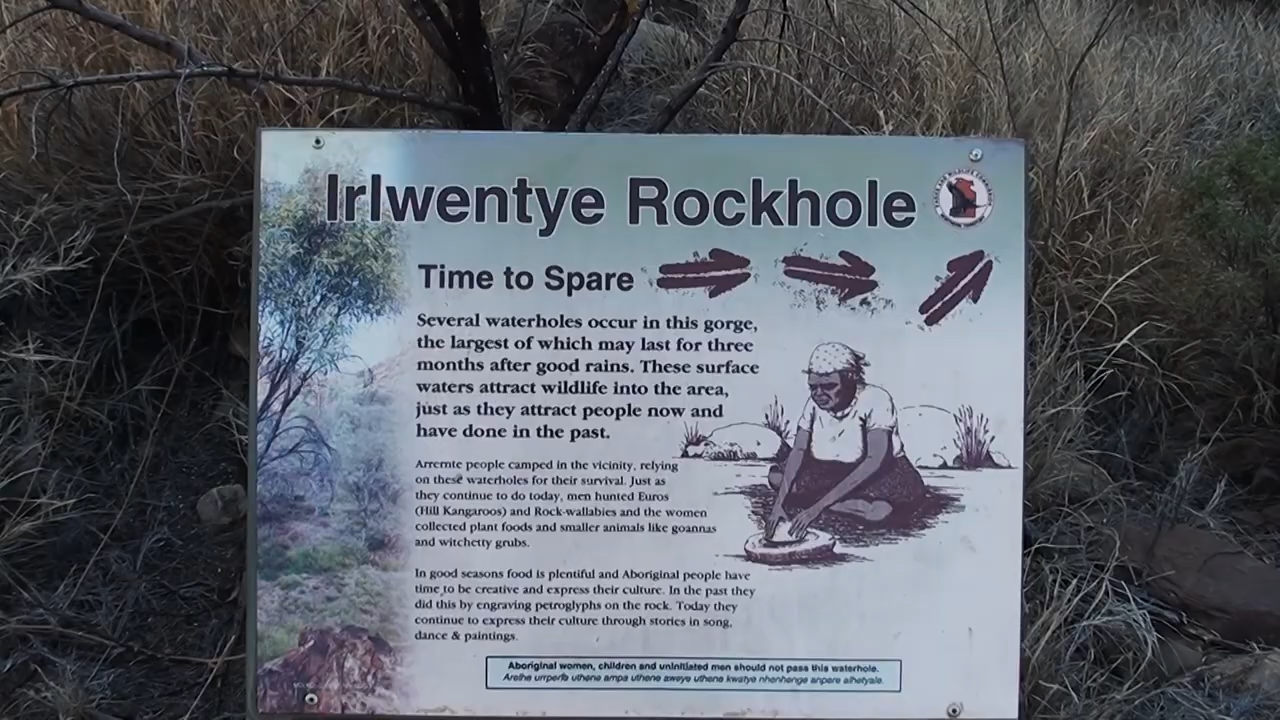 Irlwentye Rockhole
Time to Spare
Several waterholes occur in this gorge,
the largest of which may last for three
months after good rains. These surface
waters attract wildlife into the area,
just as they attract people now and
have done in the past.
Arrernte people camped in the vicinity, relying
on these waterholes for their survival. Just as
they continue to do today, men hunted Euros
(Hill Kangaroos) and Rock-wallabies and the women
collected plant foods and smaller animals like goannas
and witchetty grubs.
In good seasons food is plentiful and Aboriginal people have
time to be creative and express their culture. In the past they
did this by engraving petroglyphs on the rock. Today they
continue to express their culture through stories in song,
dance & paintings.
Aboriginal women, children and uninitiated men should not pass this waterhole.
uthene ampe uthene uthene kwatye nhenhenge